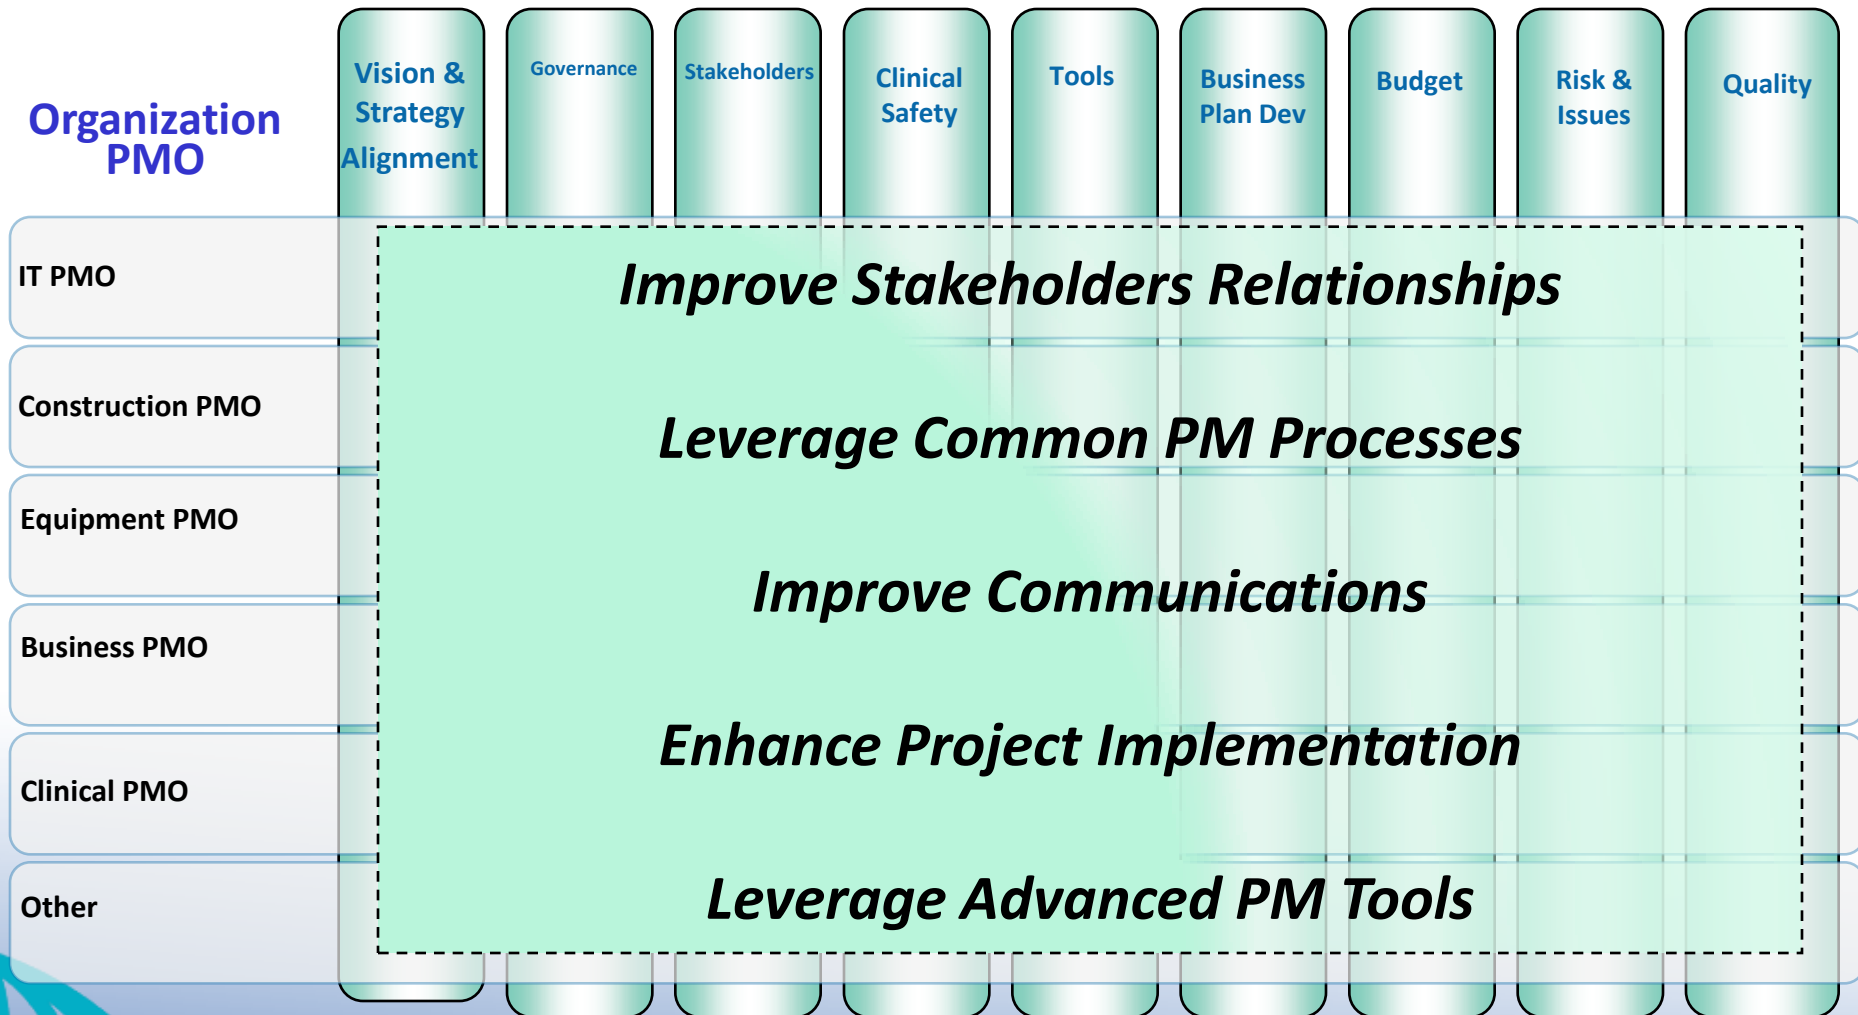 Organization
PMO
Vision &
Strategy
Alignment
Governance
Stakeholders
Clinical
Safety
Tools
Business
Plan Dev
Budget
Risk &
Issues
Quality
IT PMO
Improve Stakeholders Relationships
Construction PMO
Leverage Common PM Processes
Equipment PMO
Improve Communications
Business PMO
Enhance Project Implementation
Clinical PMO
Leverage Advanced PM Tools
Other